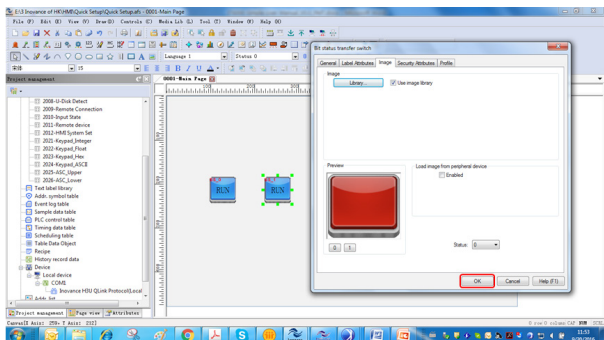 E:\3 Inovance of HK\HMI\Quick Setup\Quick Setup.afs - 0001-Main Page
File (F) Edit (E) View (V) Draw(D) Controls (C) Media Lib (L) Tool (T) Window (W) Help (H)
Language 1 Status 0
15 B I U A
Project management
0001-Main Page
2008-U-Disk Detect
2009-Remote Connection
2010-Input State
2011-Remote device
2012-HMI System Set
2021-Keypad_Integer
2022-Keypad_Float
2023-Keypad_Hex
2024-Keypad_ASCII
2025-ASC_Upper
2026-ASC_Lower
Text label library
Addr. symbol table
Event log table
Sample data table
PLC control table
Timing data table
Scheduling table
Table Data Object
Recipe
History record data
Device
Local device
COM1
Inovance H3U QLink Protocol(Local
Addr. list
RUN RUN
Project management Page view Attributes
Bit status transfer switch
General Label Attributes Image Security Attributes Profile
Image
Library... Use image library
Preview
Load image from peripheral device
Enabled
0 1
Status: 0
OK Cancel Help (F1)
11:53